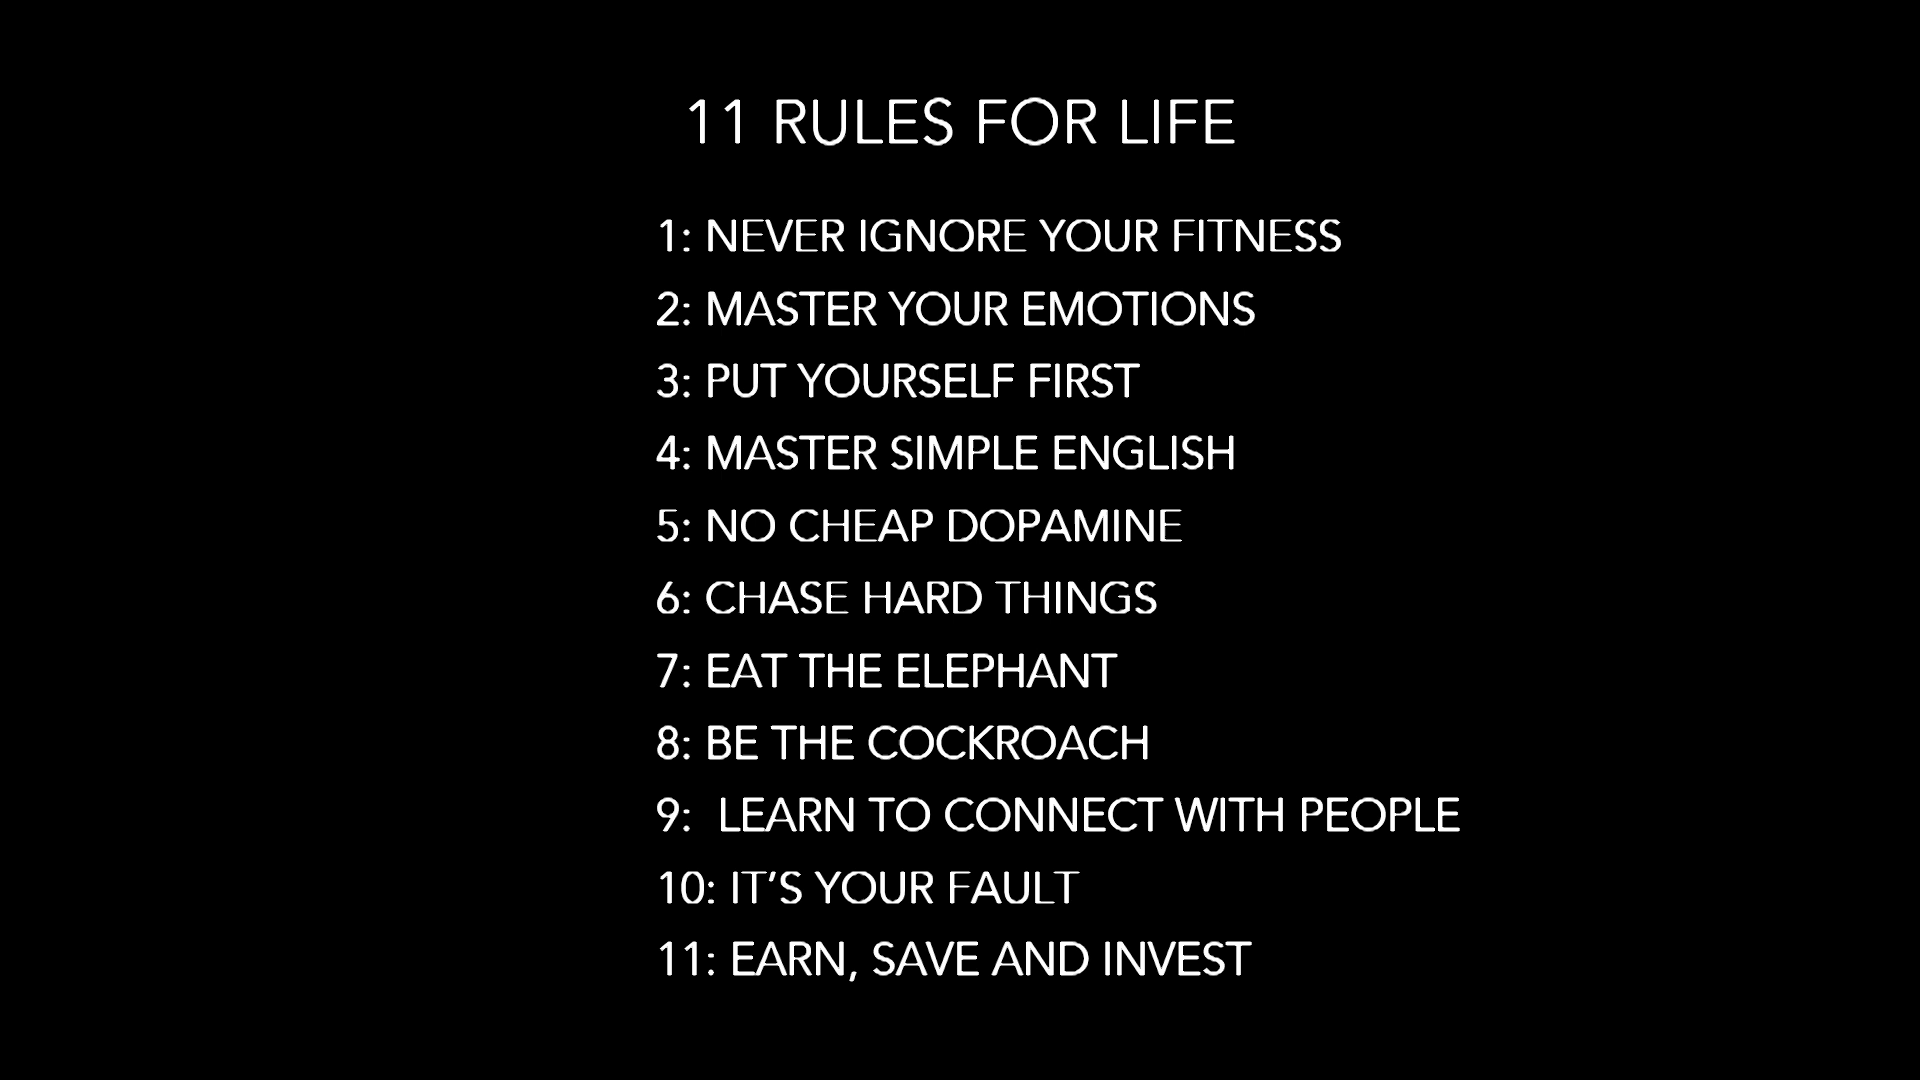 11 RULES FOR LIFE
1: NEVER IGNORE YOUR FITNESS
2: MASTER YOUR EMOTIONS
3: PUT YOURSELF FIRST
4: MASTER SIMPLE ENGLISH
5: NO CHEAP DOPAMINE
6: CHASE HARD THINGS
7: EAT THE ELEPHANT
8: BE THE COCKROACH
9:  LEARN TO CONNECT WITH PEOPLE
10: IT’S YOUR FAULT
11: EARN, SAVE AND INVEST